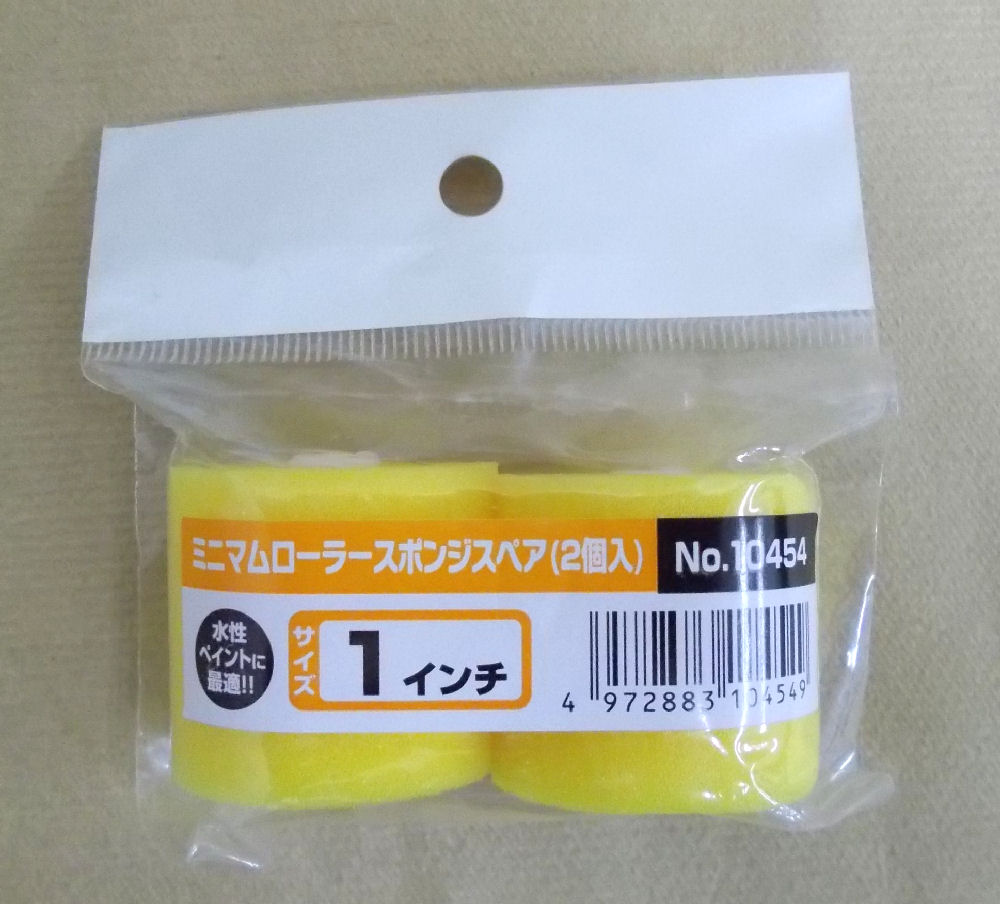 ミニマムローラースポンジスペア(2個入)
No.10454
水性
ペイントに
最適!!
サイズ
1インチ
4 972883 104549